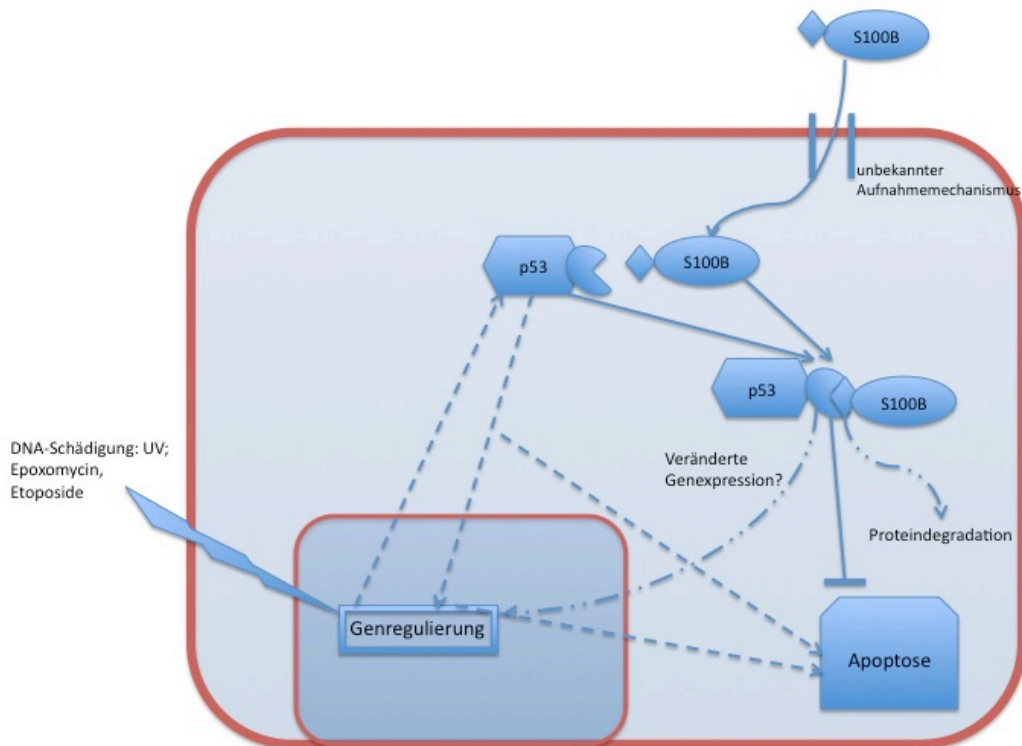 S100B
unbekannter
Aufnahmemechanismus
p53
S100B
p53
S100B
DNA-Schädigung: UV;
Epoxomycin,
Etoposide
Veränderte
Genexpression?
Proteindegradation
Genregulierung
Apoptose